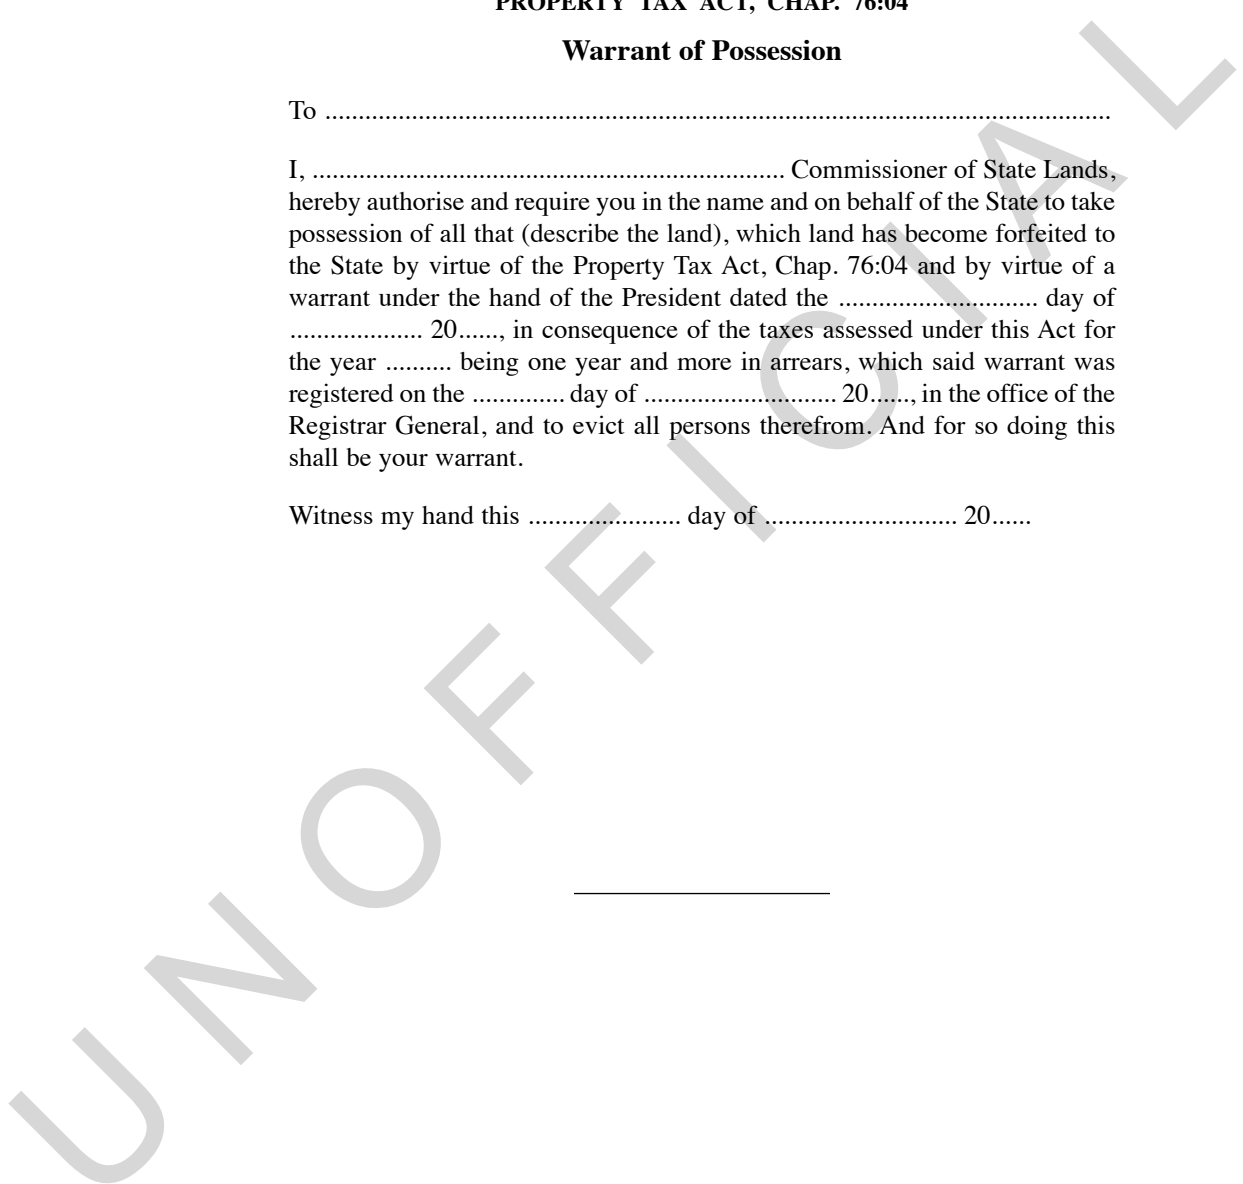 PROPERTY TAX ACT, CHAP. 76:04
Warrant of Possession
To ......................................................................................................................
I, ....................................................................... Commissioner of State Lands,
hereby authorise and require you in the name and on behalf of the State to take
possession of all that (describe the land), which land has become forfeited to
the State by virtue of the Property Tax Act, Chap. 76:04 and by virtue of a
warrant under the hand of the President dated the .............................. day of
.................... 20......, in consequence of the taxes assessed under this Act for
the year .......... being one year and more in arrears, which said warrant was
registered on the .............. day of ............................. 20......, in the office of the
Registrar General, and to evict all persons therefrom. And for so doing this
shall be your warrant.
Witness my hand this ....................... day of ............................. 20......
UNOFFICIAL